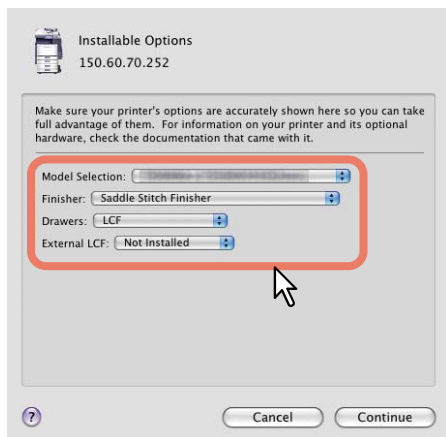 Installable Options
150.60.70.252
Make sure your printer's options are accurately shown here so you can take
full advantage of them. For information on your printer and its optional
hardware, check the documentation that came with it.
Model Selection:
Finisher: Saddle Stitch Finisher
Drawers: LCF
External LCF: Not Installed
?
Cancel Continue